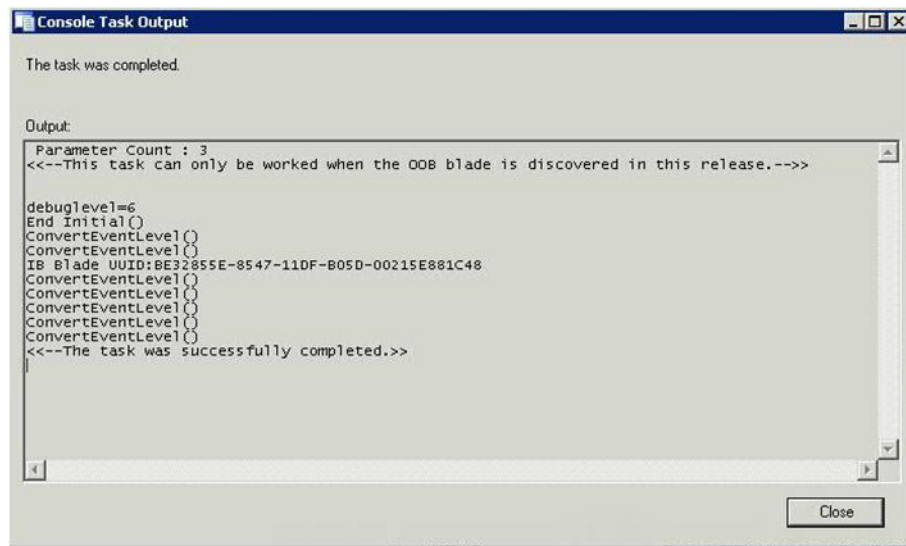 Console Task Output
The task was completed.
Output:
Parameter Count : 3
<<--This task can only be worked when the OOB blade is discovered in this release.-->>
debuglevel=6
End Initial()
ConvertEventLevel()
ConvertEventLevel()
IB Blade UUID:BE32855E-8547-11DF-B05D-00215E881C48
ConvertEventLevel()
ConvertEventLevel()
ConvertEventLevel()
ConvertEventLevel()
ConvertEventLevel()
<<--The task was successfully completed.>>
Close